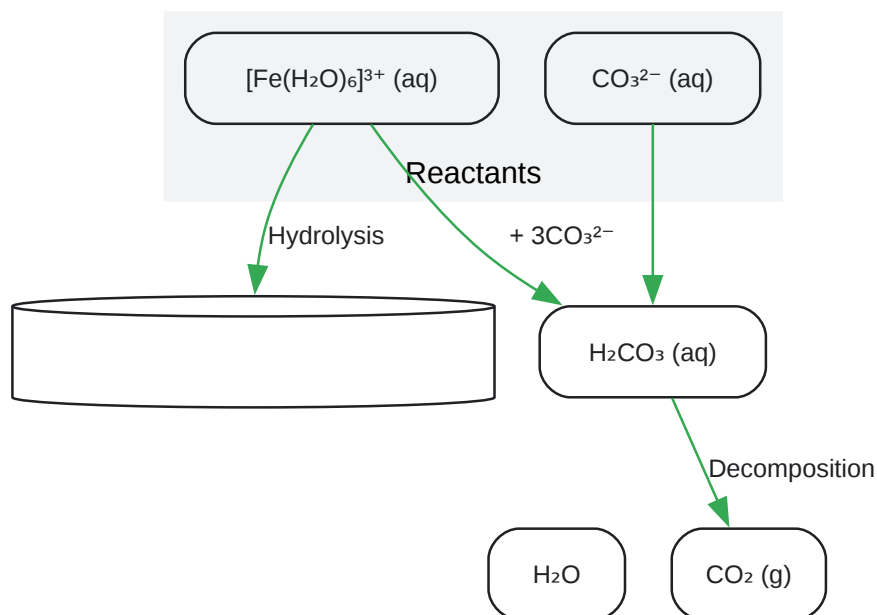 [Fe(H₂O)₆]³⁺ (aq)
CO₃²⁻ (aq)
Reactants
Hydrolysis
+ 3CO₃²⁻
H₂CO₃ (aq)
Decomposition
H₂O
CO₂ (g)